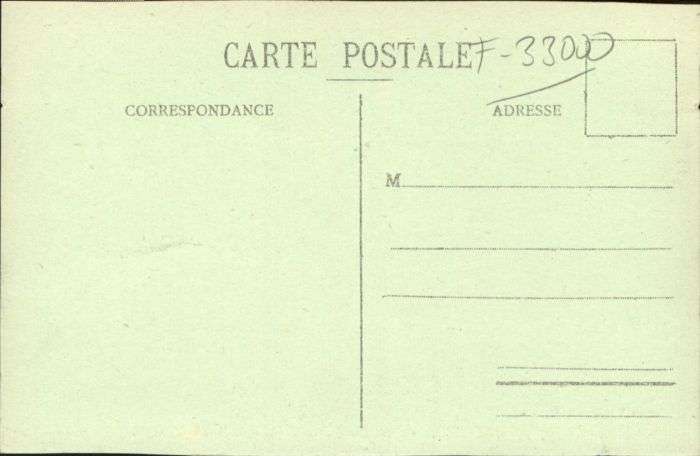 CARTE POSTALE F-33000
CORRESPONDANCE
ADRESSE
M